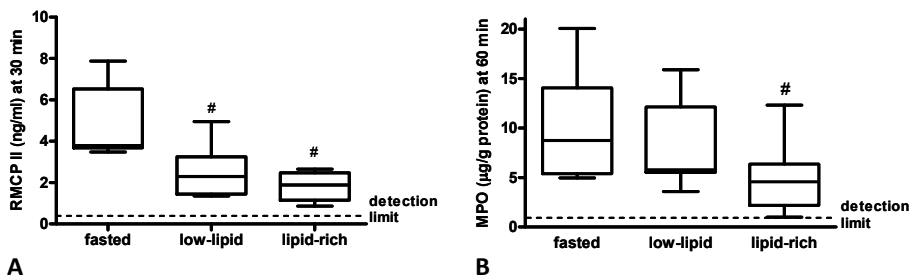 RMCP II (ng/ml) at 30 min
10
8
6
4
2
0
#
#
detection
limit
fasted
low-lipid
lipid-rich
A
MPO (µg/g protein) at 60 min
20
15
10
5
0
#
detection
limit
fasted
low-lipid
lipid-rich
B